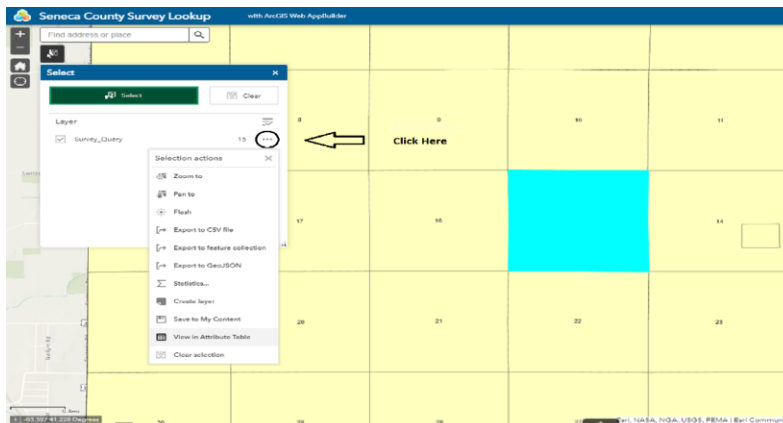 Seneca County Survey Lookup with ArcGIS Web AppBuilder
Find address or place
Select ×
Select Clear
Layer
Survey_Query 15 ...
Click Here
Selection actions ×
Zoom to
Pan to
Flash
Export to CSV file
Export to feature collection
Export to GeoJSON
Statistics...
Create layer
Save to My Content
View in Attribute Table
Clear selection
8 9 10 11
17 16 14
20 21 22 23
Esri, NASA, NGA, USGS, FEMA | Esri Commun